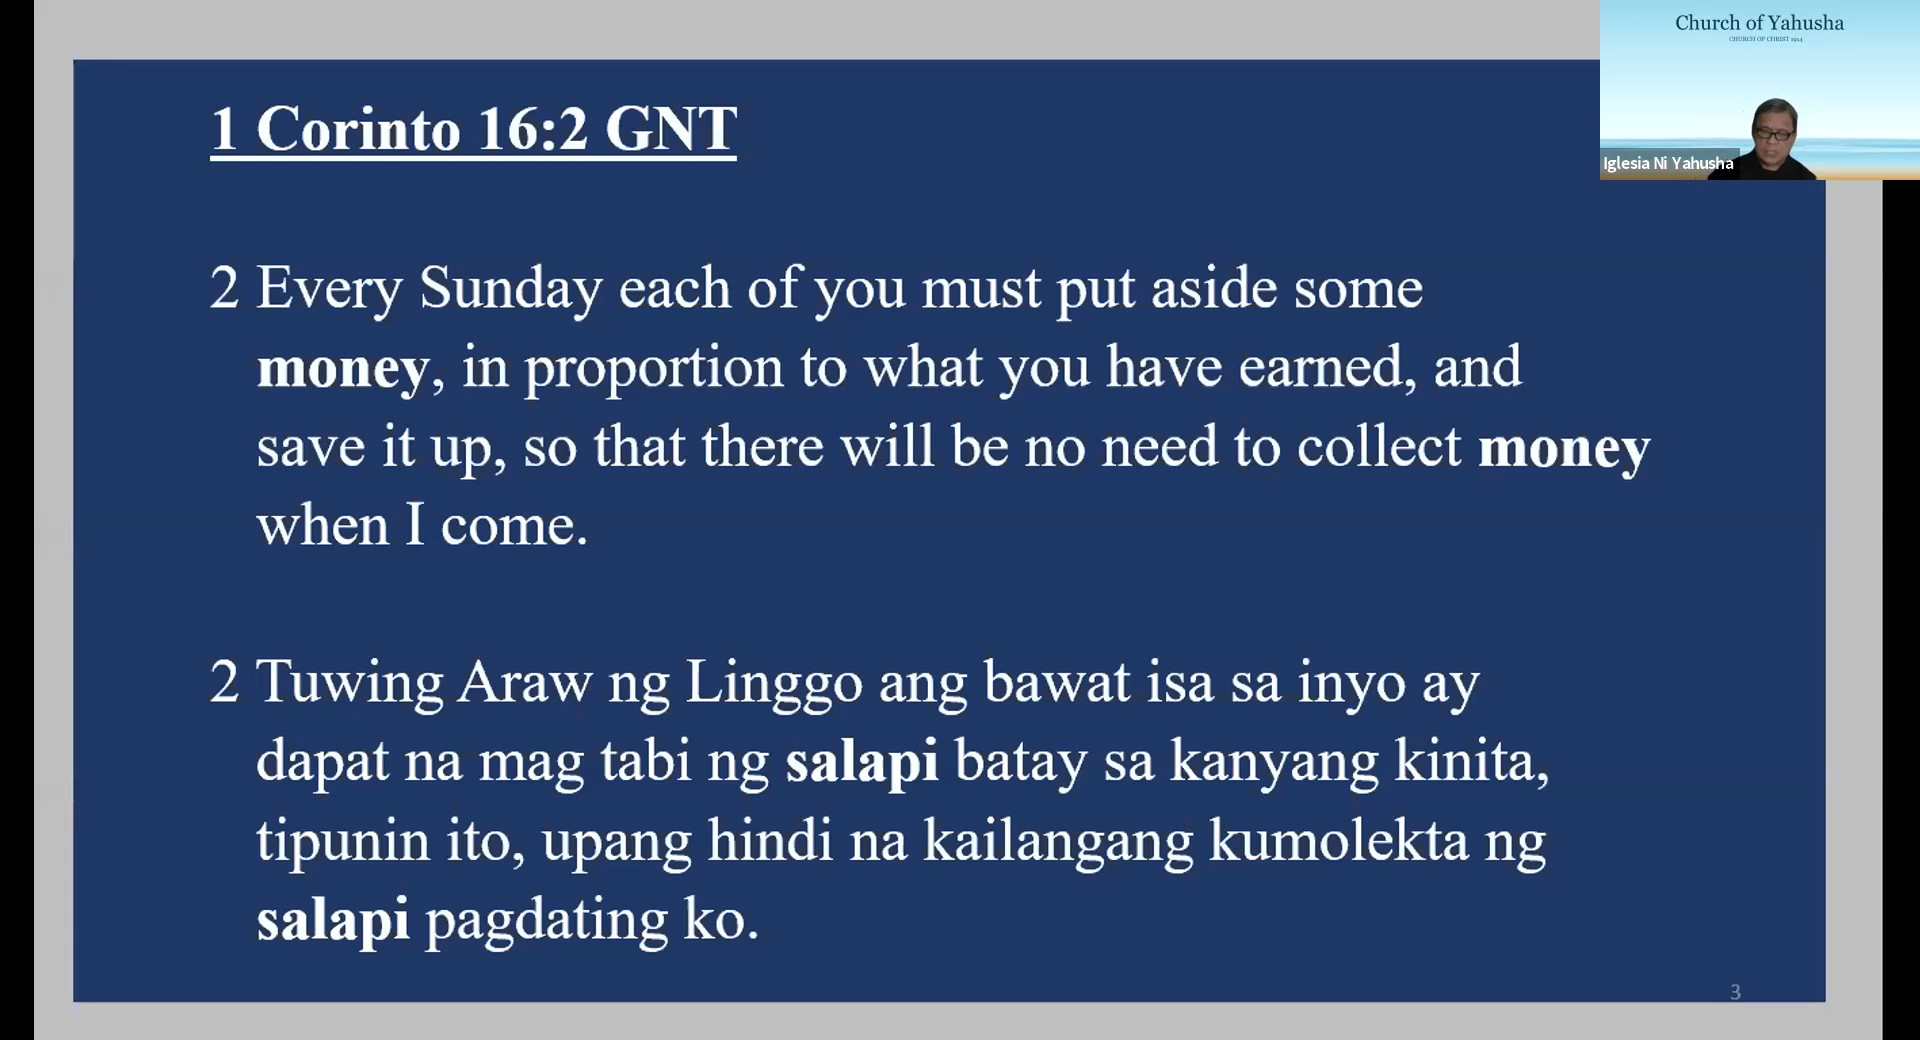 Church of Yahusha
CHURCH OF CHRIST 1914
Iglesia Ni Yahusha
1 Corinto 16:2 GNT
2 Every Sunday each of you must put aside some
money, in proportion to what you have earned, and
save it up, so that there will be no need to collect money
when I come.
2 Tuwing Araw ng Linggo ang bawat isa sa inyo ay
dapat na mag tabi ng salapi batay sa kanyang kinita,
tipunin ito, upang hindi na kailangang kumolekta ng
salapi pagdating ko.
3